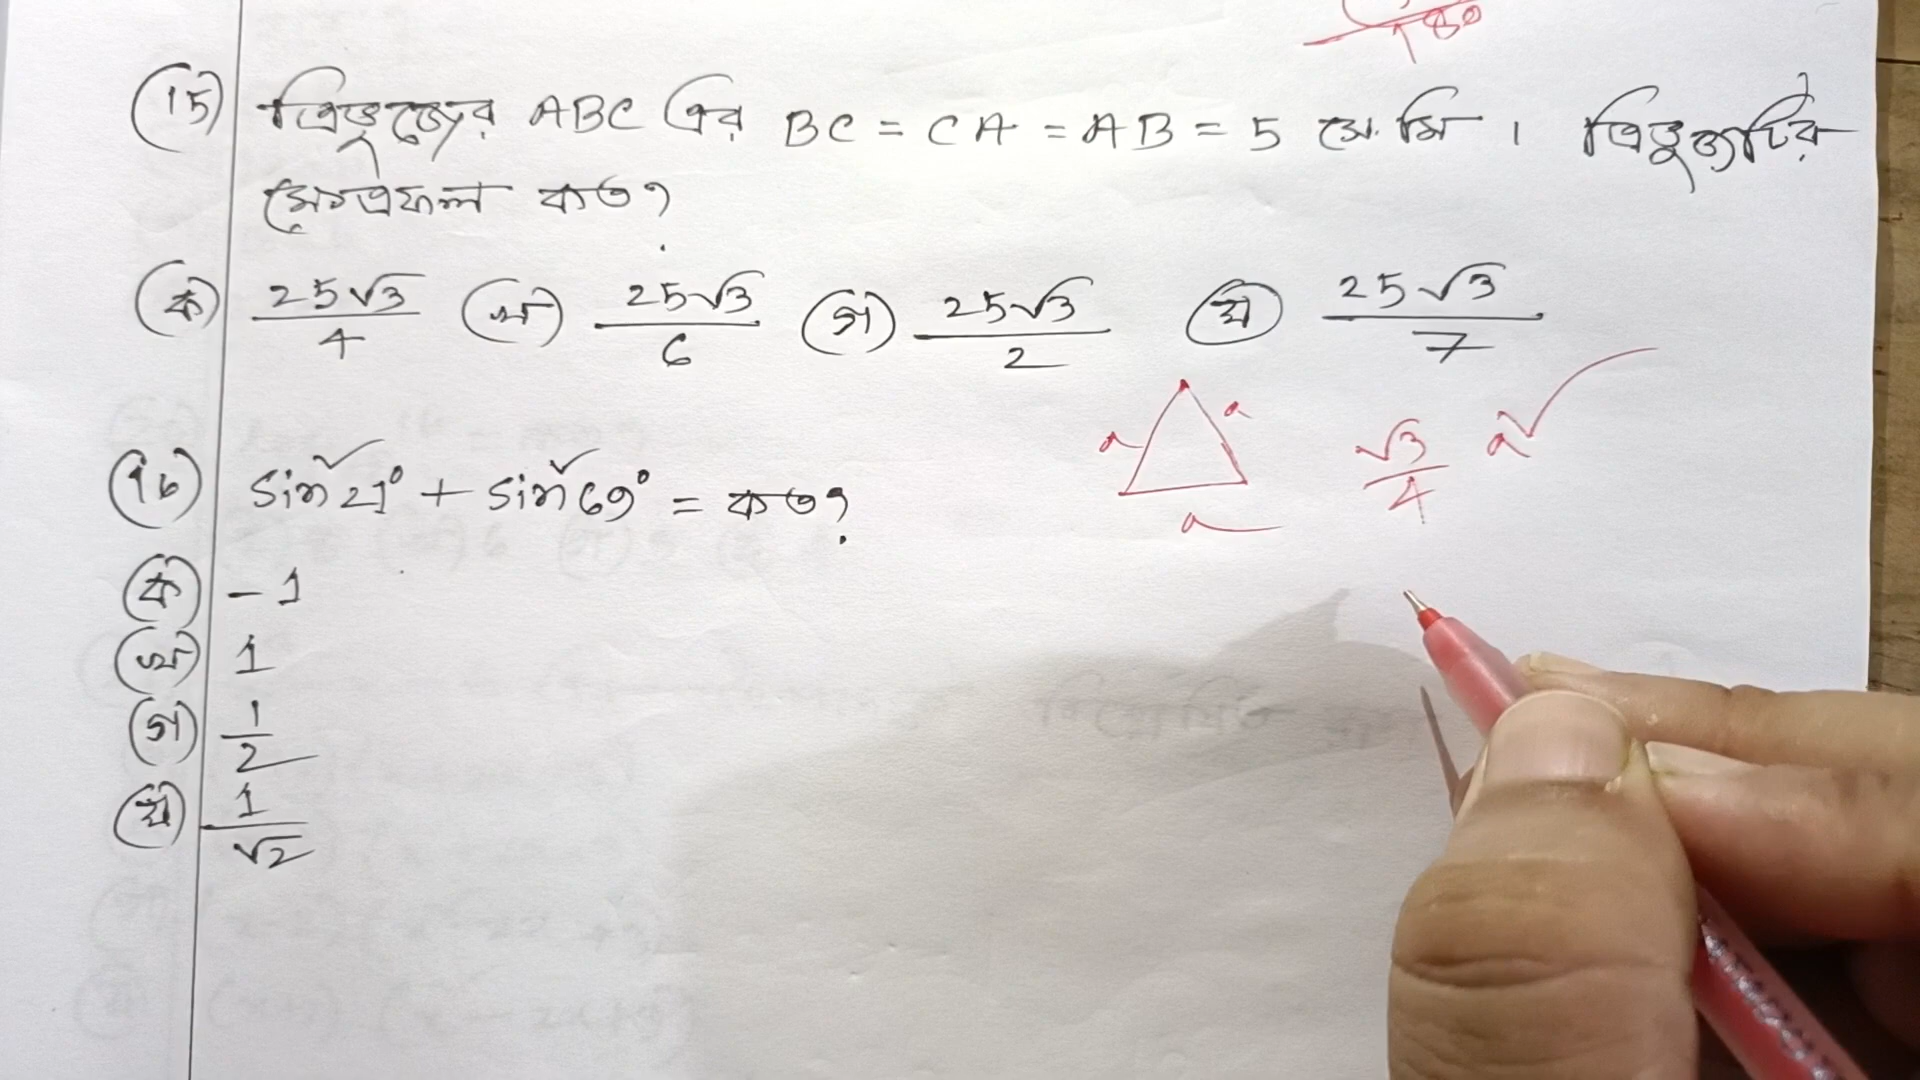 180
(15) ত্রিভুজের ABC এর BC = CA = AB = 5 সে.মি । ত্রিভুজটির
ক্ষেত্রফল কত?
(ক) 25√3/4 (খ) 25√3/6 (গ) 25√3/2 (ঘ) 25√3/7
a a a √3/4 a²
(16) sin²21° + sin²69° = কত?
(ক) -1
(খ) 1
(গ) 1/2
(ঘ) 1/√2